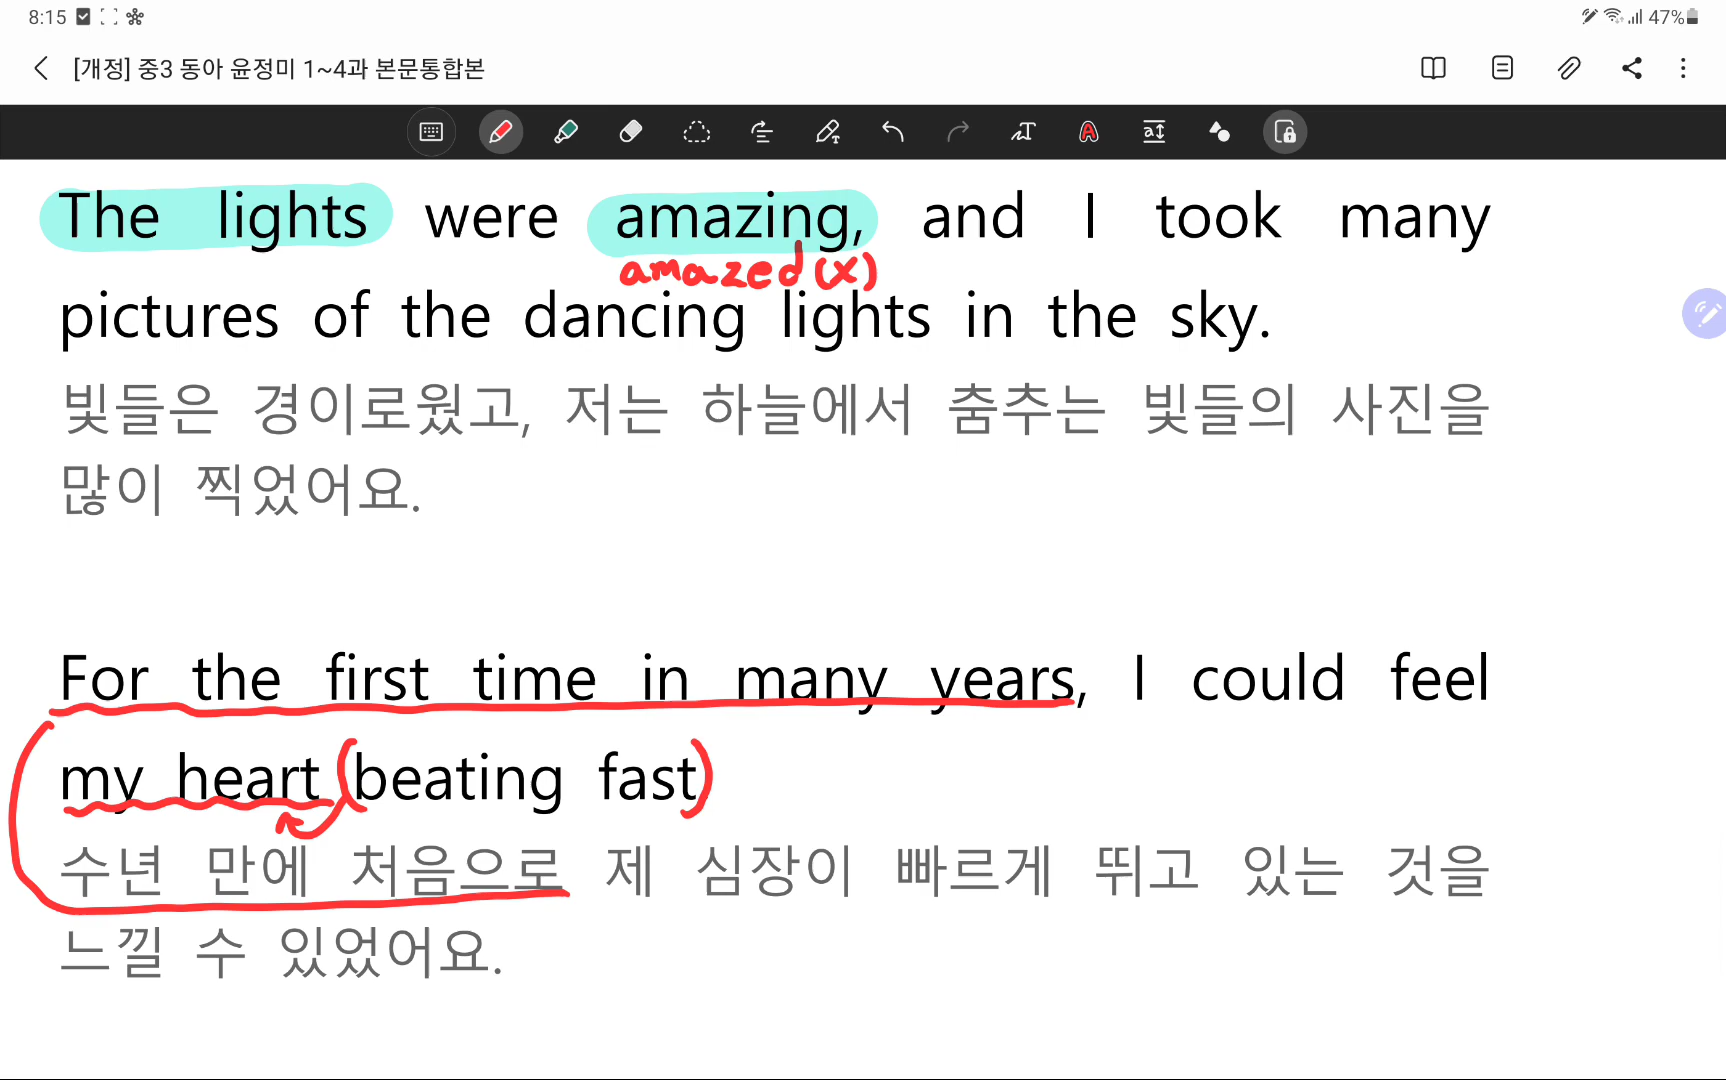 8:15
47%
[개정] 중3 동아 윤정미 1~4과 본문통합본
The lights were amazing, and I took many
amazed (x)
pictures of the dancing lights in the sky.
빛들은 경이로웠고, 저는 하늘에서 춤추는 빛들의 사진을
많이 찍었어요.
For the first time in many years, I could feel
my heart (beating fast)
수년 만에 처음으로 제 심장이 빠르게 뛰고 있는 것을
느낄 수 있었어요.